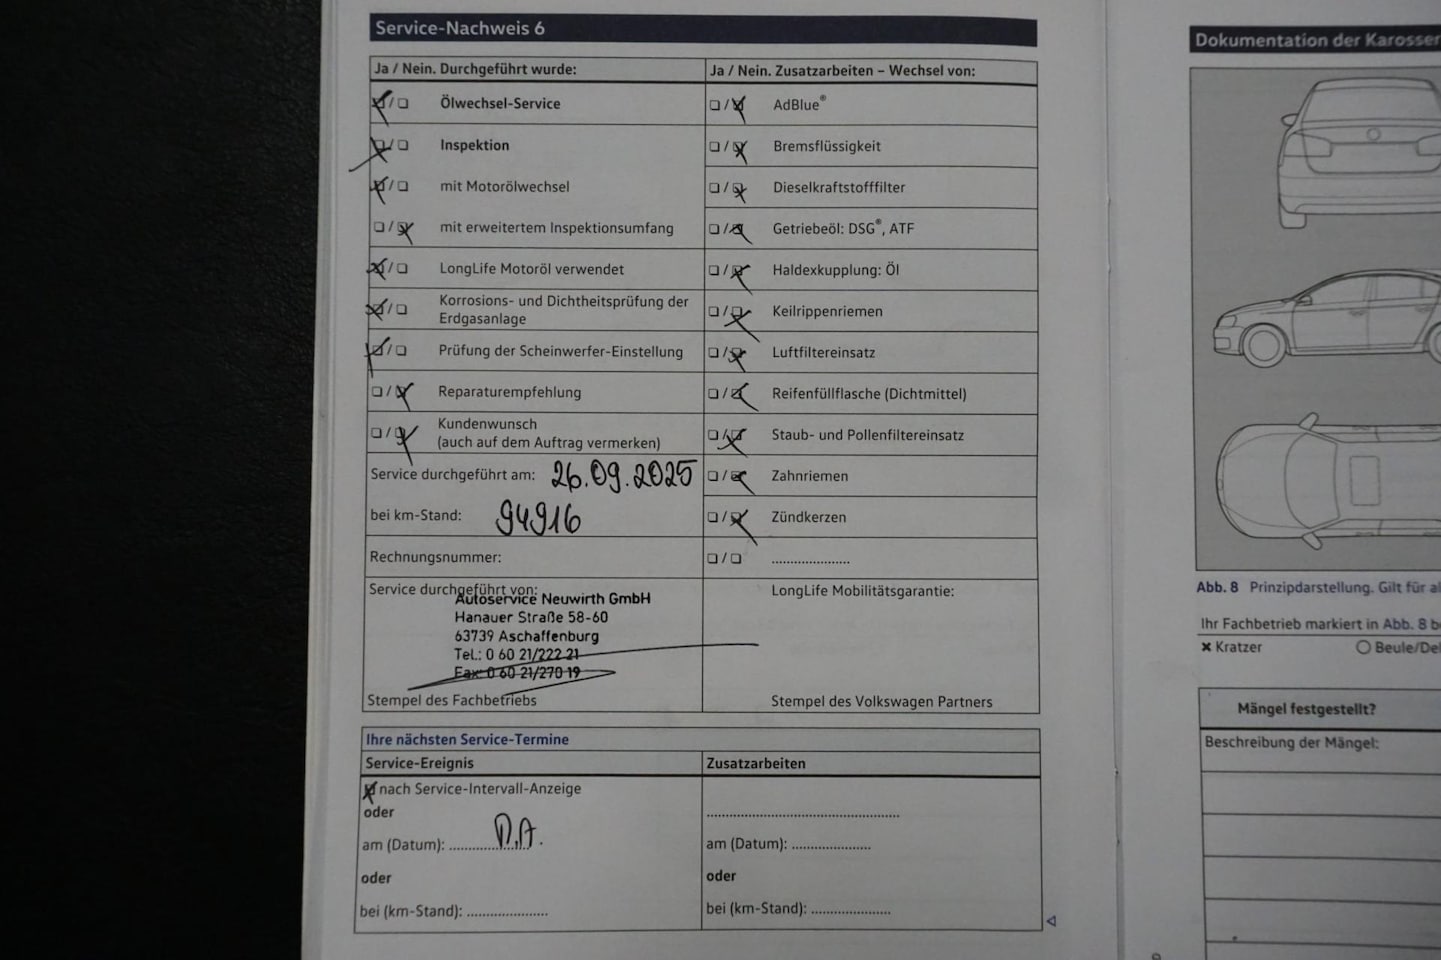 Service-Nachweis 6
Ja / Nein. Durchgeführt wurde:
Ölwechsel-Service
Inspektion
mit Motorölwechsel
mit erweitertem Inspektionsumfang
LongLife Motoröl verwendet
Korrosions- und Dichtheitsprüfung der
Erdgasanlage
Prüfung der Scheinwerfer-Einstellung
Reparaturempfehlung
Kundenwunsch
(auch auf dem Auftrag vermerken)
Service durchgeführt am: 26.09.2025
bei km-Stand: 94916
Rechnungsnummer:
Service durchgeführt von:
Autoservice Neuwirth GmbH
Hanauer Straße 58-60
63739 Aschaffenburg
Tel.: 0 60 21/222 21
Fax: 0 60 21/270 19
Stempel des Fachbetriebs
Ja / Nein. Zusatzarbeiten – Wechsel von:
AdBlue®
Bremsflüssigkeit
Dieselkraftstofffilter
Getriebeöl: DSG®, ATF
Haldexkupplung: Öl
Keilrippenriemen
Luftfiltereinsatz
Reifenfüllflasche (Dichtmittel)
Staub- und Pollenfiltereinsatz
Zahnriemen
Zündkerzen
LongLife Mobilitätsgarantie:
Stempel des Volkswagen Partners
Ihre nächsten Service-Termine
Service-Ereignis
nach Service-Intervall-Anzeige
oder
am (Datum):
oder
bei (km-Stand):
Zusatzarbeiten
am (Datum):
oder
bei (km-Stand):
Dokumentation der Karosser
Abb. 8 Prinzipdarstellung. Gilt für al
Ihr Fachbetrieb markiert in Abb. 8 b
× Kratzer
Beule/Del
Mängel festgestellt?
Beschreibung der Mängel: